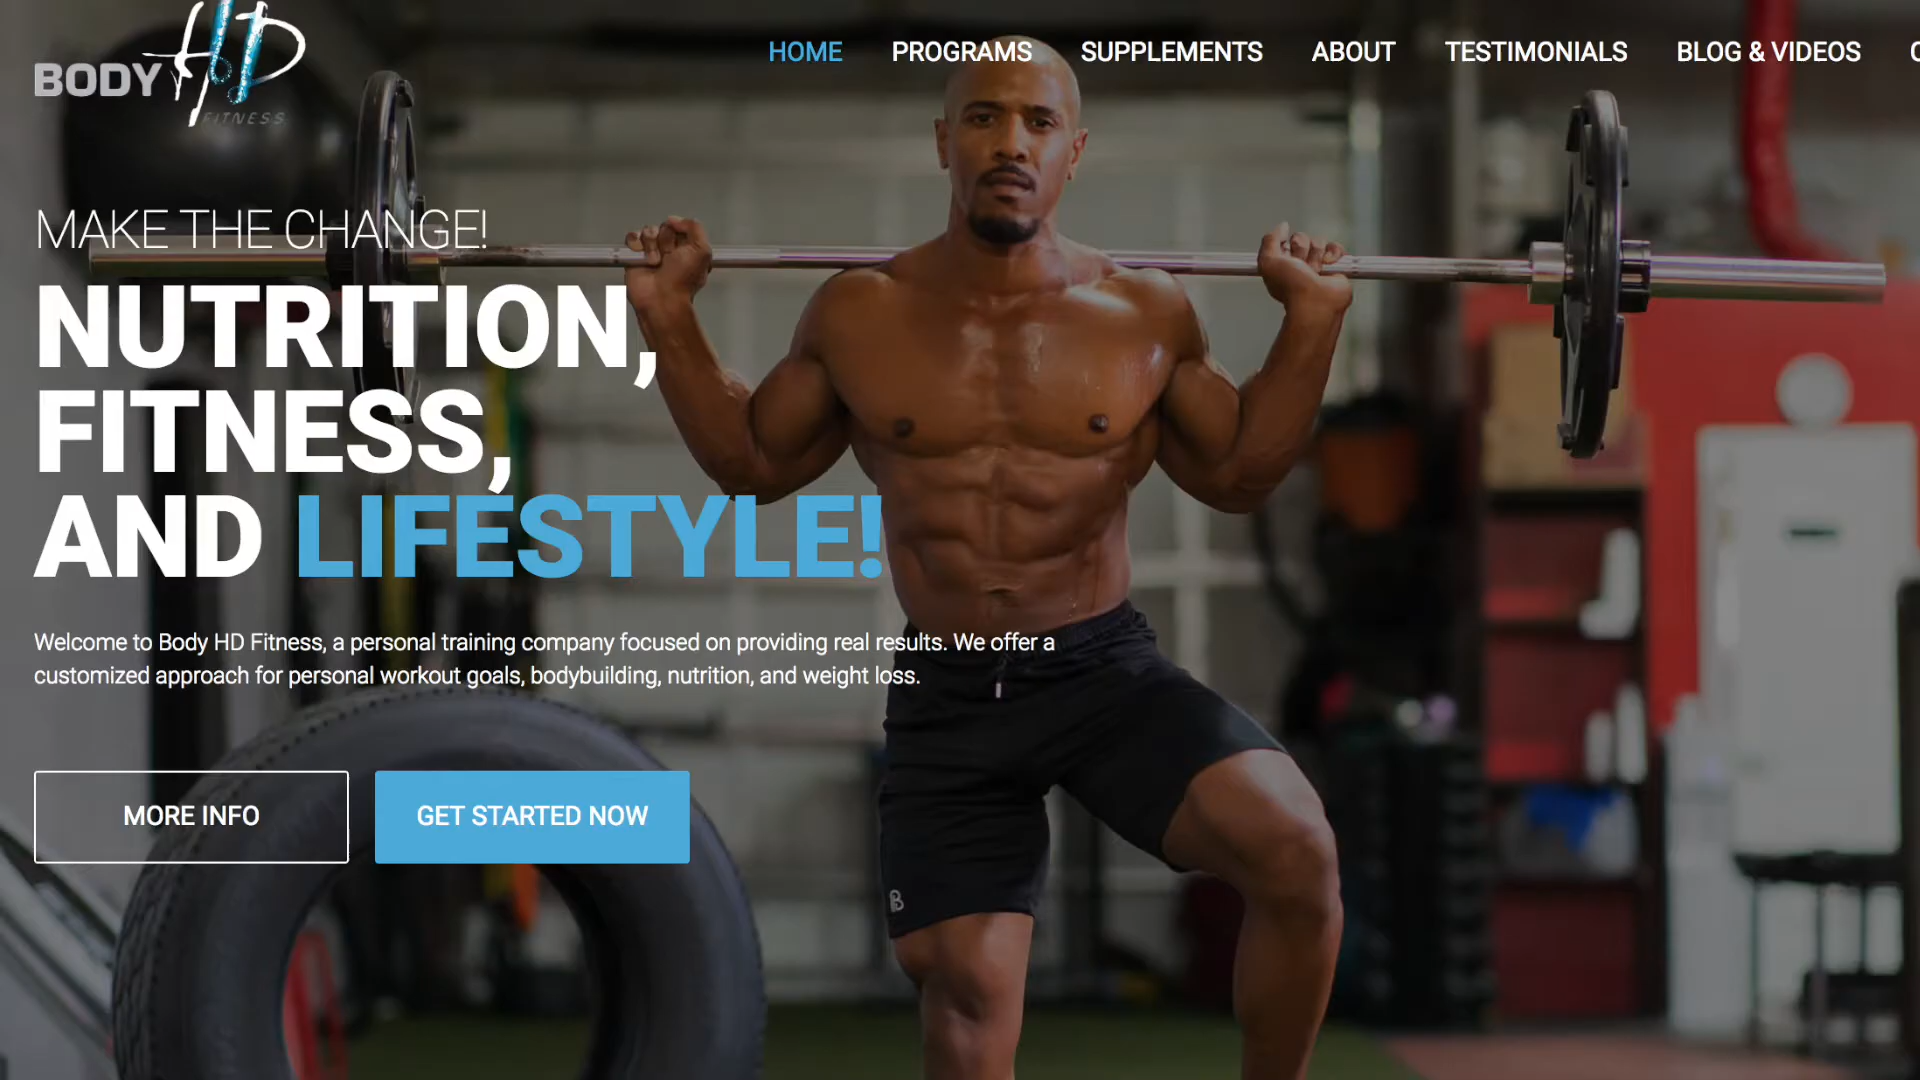 BODY HD
FITNESS
HOME PROGRAMS SUPPLEMENTS ABOUT TESTIMONIALS BLOG & VIDEOS
MAKE THE CHANGE!
NUTRITION,
FITNESS,
AND LIFESTYLE!
Welcome to Body HD Fitness, a personal training company focused on providing real results. We offer a
customized approach for personal workout goals, bodybuilding, nutrition, and weight loss.
MORE INFO GET STARTED NOW
B